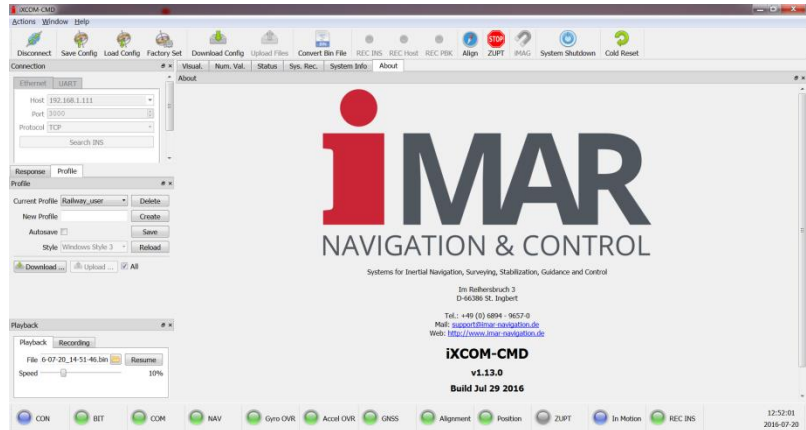 iXCOM-CMD
Actions Window Help
Disconnect Save Config Load Config Factory Set Download Config Upload Files Convert Bin File REC INS REC Host REC PBK Align ZUPT iMAG System Shutdown Cold Reset
STOP
Connection
Visual. Num. Val. Status Sys. Rec. System Info About
About
Ethernet UART
Host 192.168.1.111
Port 3000
Protocol TCP
Search INS
Response Profile
Profile
Current Profile Railway_user Delete
New Profile Create
Autosave Save
Style Windows Style 3 Reload
Download ... Upload ... All
iMAR
NAVIGATION & CONTROL
Systems for Inertial Navigation, Surveying, Stabilization, Guidance and Control
Im Reihersbruch 3
D-66386 St. Ingbert
Tel.: +49 (0) 6894 - 9657-0
Mail: support@imar-navigation.de
Web: http://www.imar-navigation.de
iXCOM-CMD
v1.13.0
Build Jul 29 2016
Playback
Playback Recording
File 6-07-20_14-51-46.bin Resume
Speed 10%
CON BIT COM NAV Gyro OVR Accel OVR GNSS Alignment Position ZUPT In Motion REC INS
12:52:01
2016-07-20